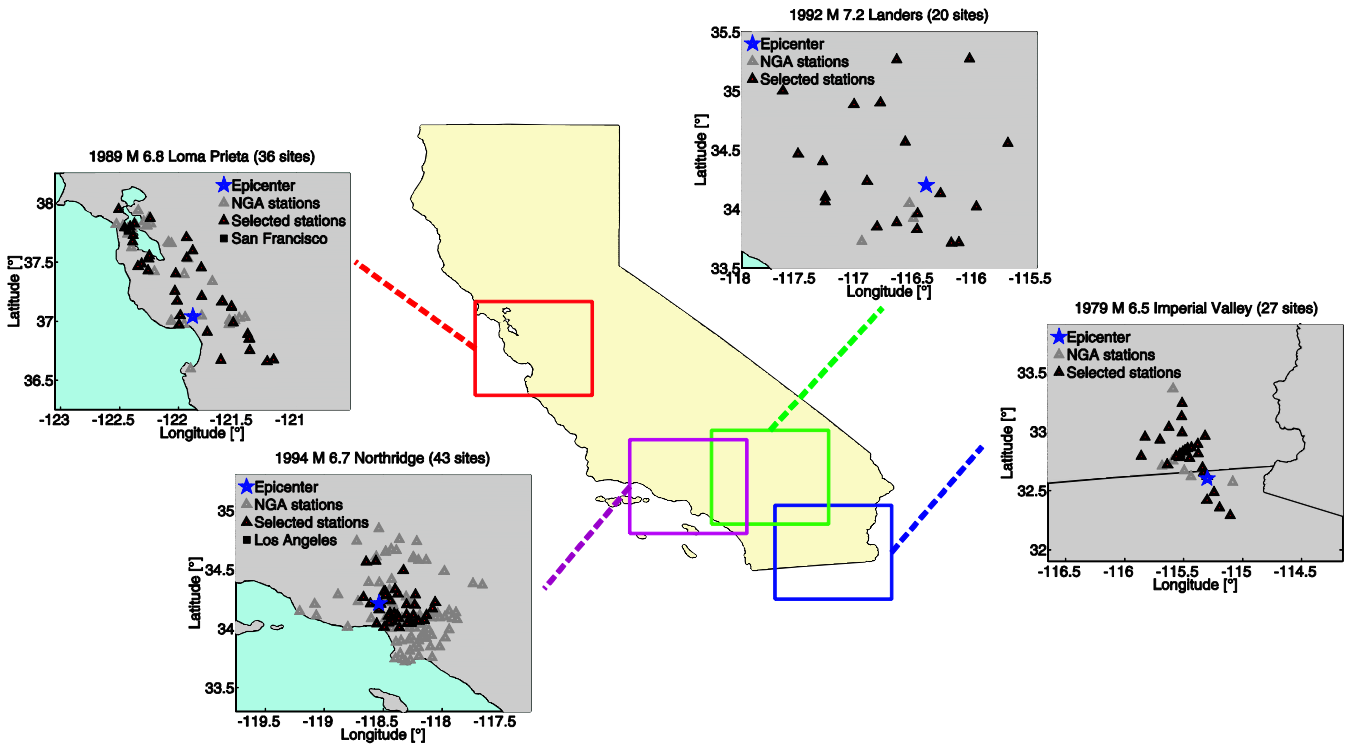 1992 M 7.2 Landers (20 sites)
35.5
Epicenter
NGA stations
Selected stations
35
34.5
34
33.5
Latitude [°]
-118
-117.5
-117
-116.5
-116
-115.5
Longitude [°]
1989 M 6.8 Loma Prieta (36 sites)
Epicenter
NGA stations
Selected stations
San Francisco
38
37.5
37
36.5
Latitude [°]
-123
-122.5
-122
-121.5
-121
Longitude [°]
1979 M 6.5 Imperial Valley (27 sites)
Epicenter
NGA stations
Selected stations
33.5
33
32.5
32
Latitude [°]
-116.5
-116
-115.5
-115
-114.5
Longitude [°]
1994 M 6.7 Northridge (43 sites)
Epicenter
NGA stations
Selected stations
Los Angeles
35
34.5
34
33.5
Latitude [°]
-119.5
-119
-118.5
-118
-117.5
Longitude [°]